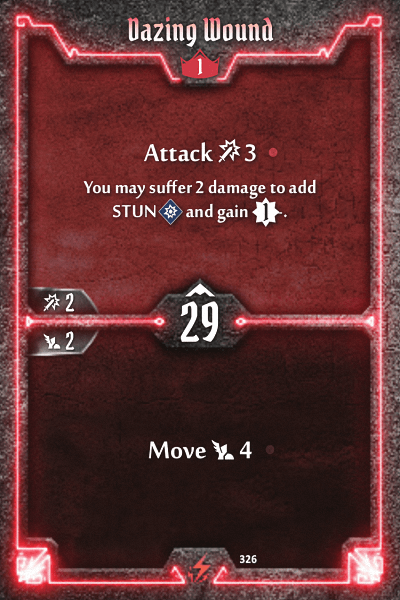 Dazing Wound
1
Attack 3
You may suffer 2 damage to add
STUN and gain 1.
2
29
2
Move 4
326